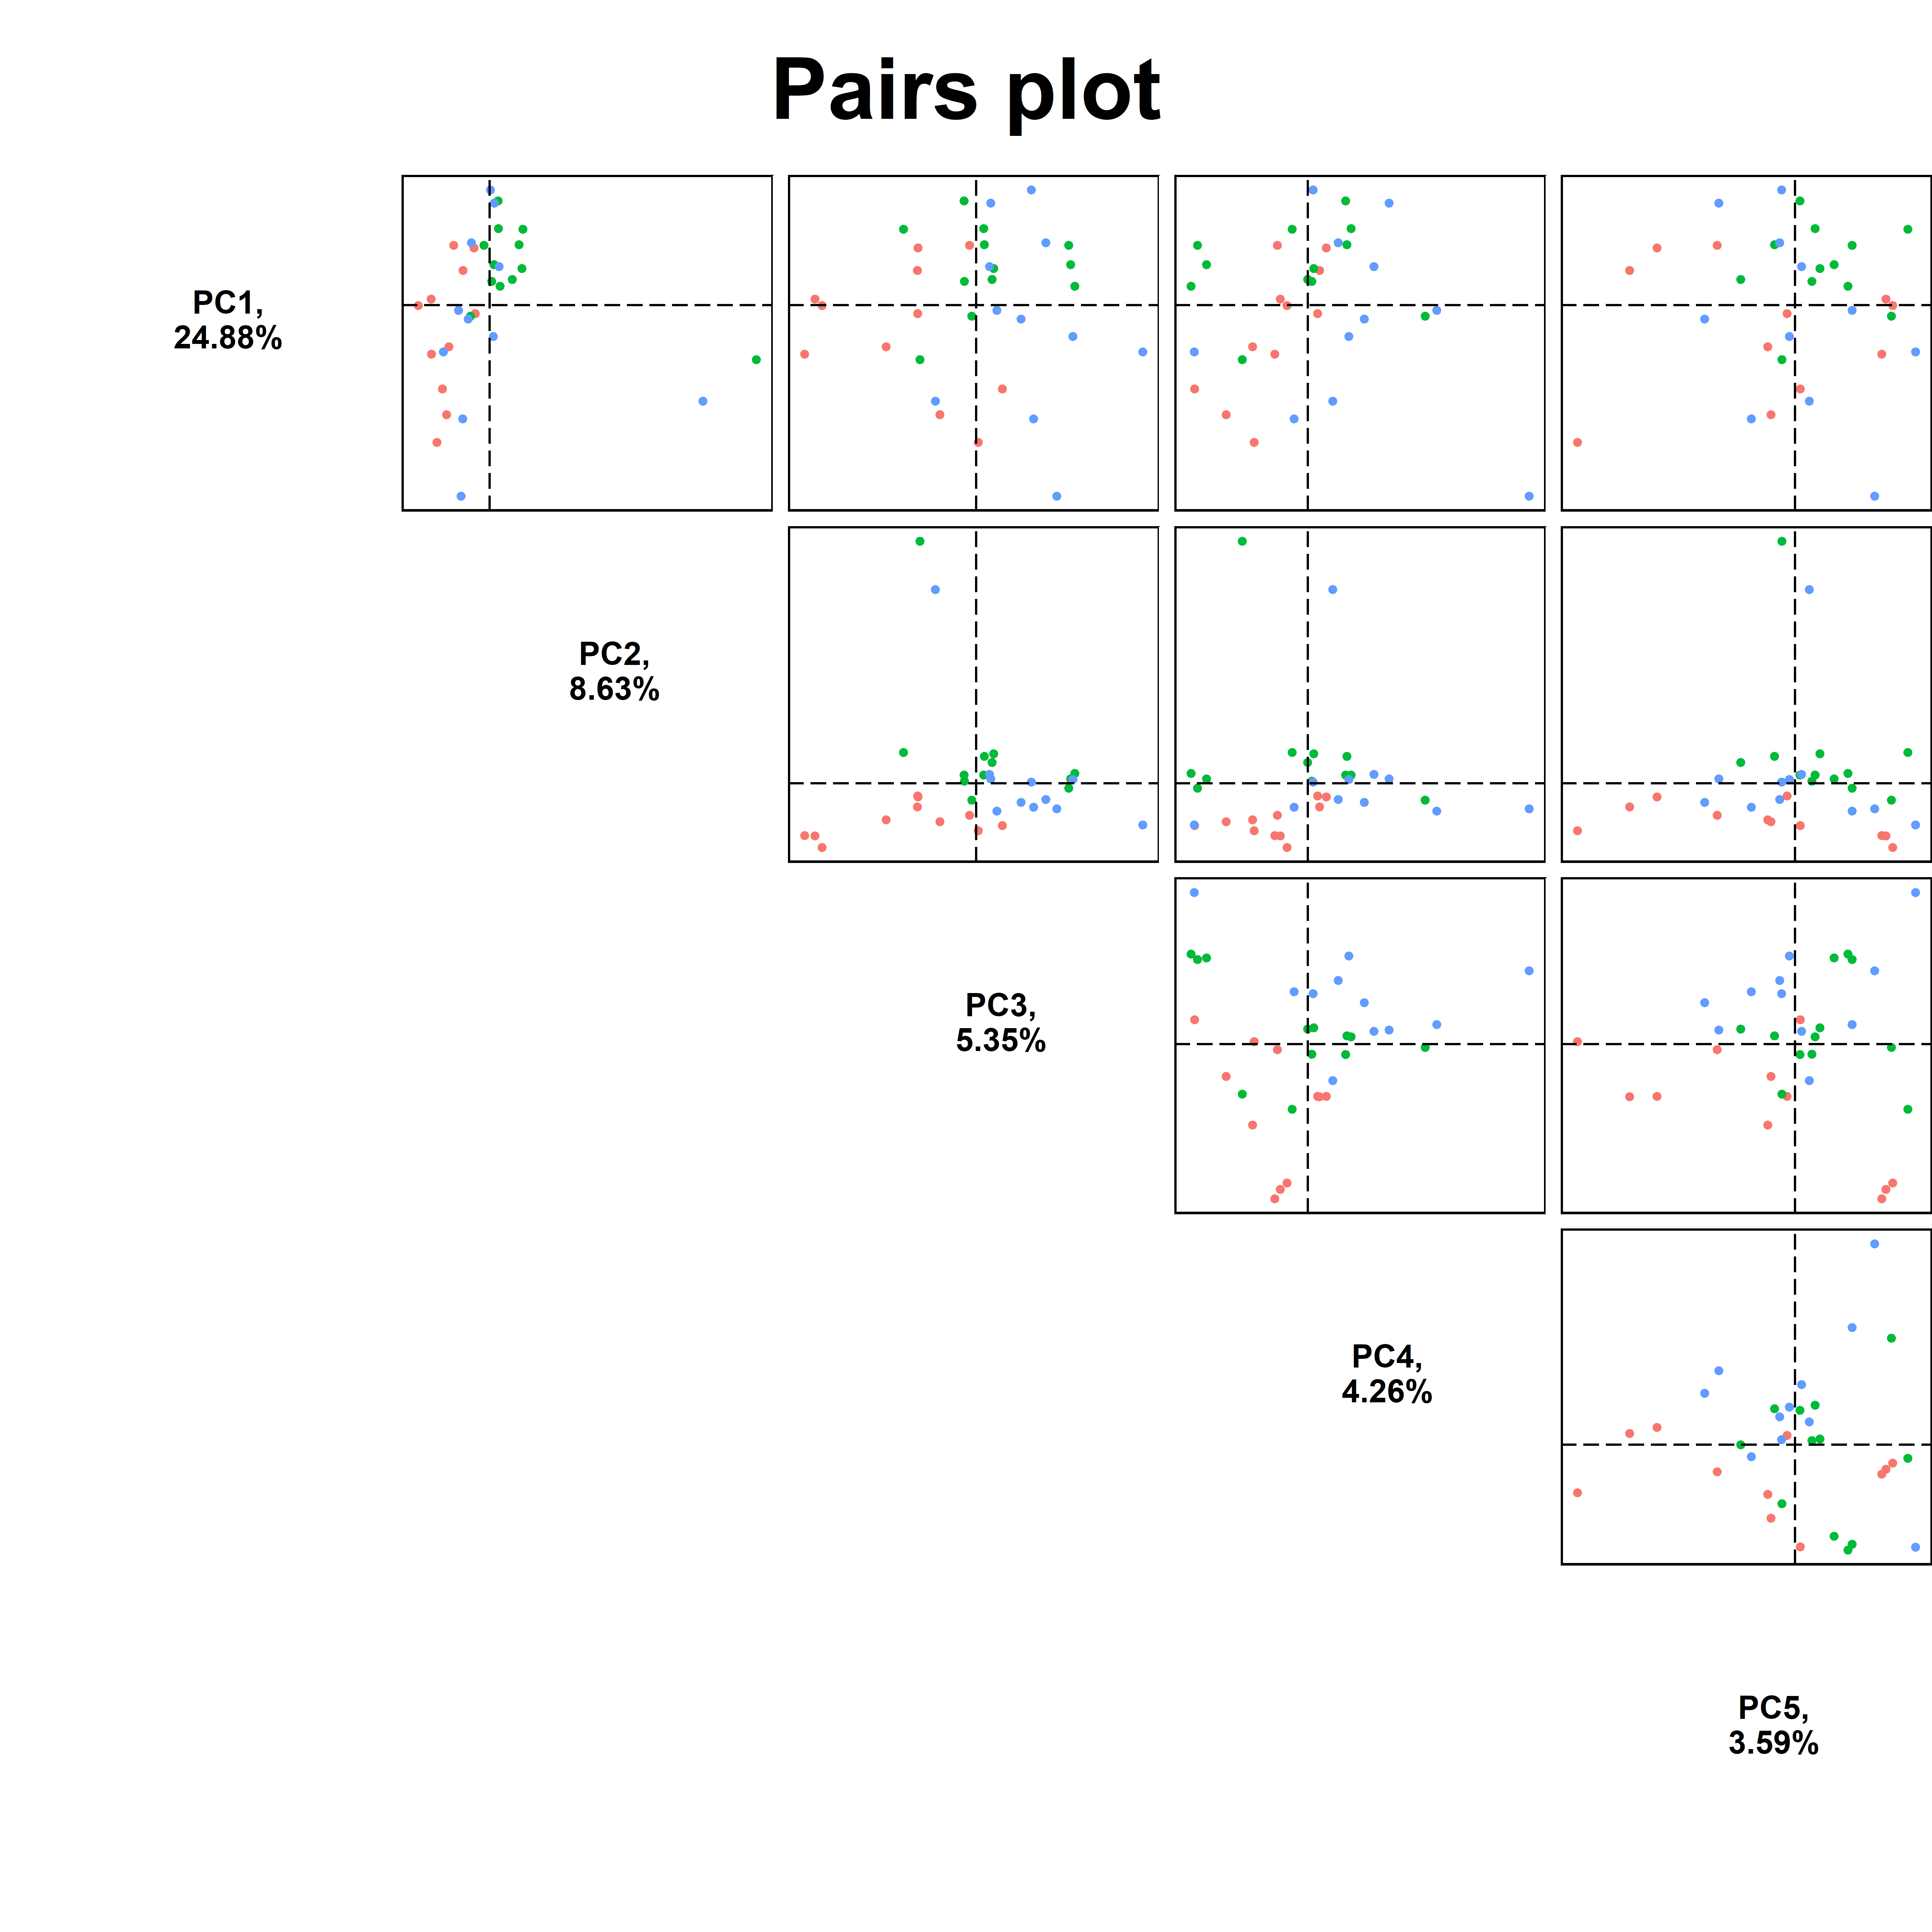 Pairs plot
PC1,
24.88%
PC2,
8.63%
PC3,
5.35%
PC4,
4.26%
PC5,
3.59%